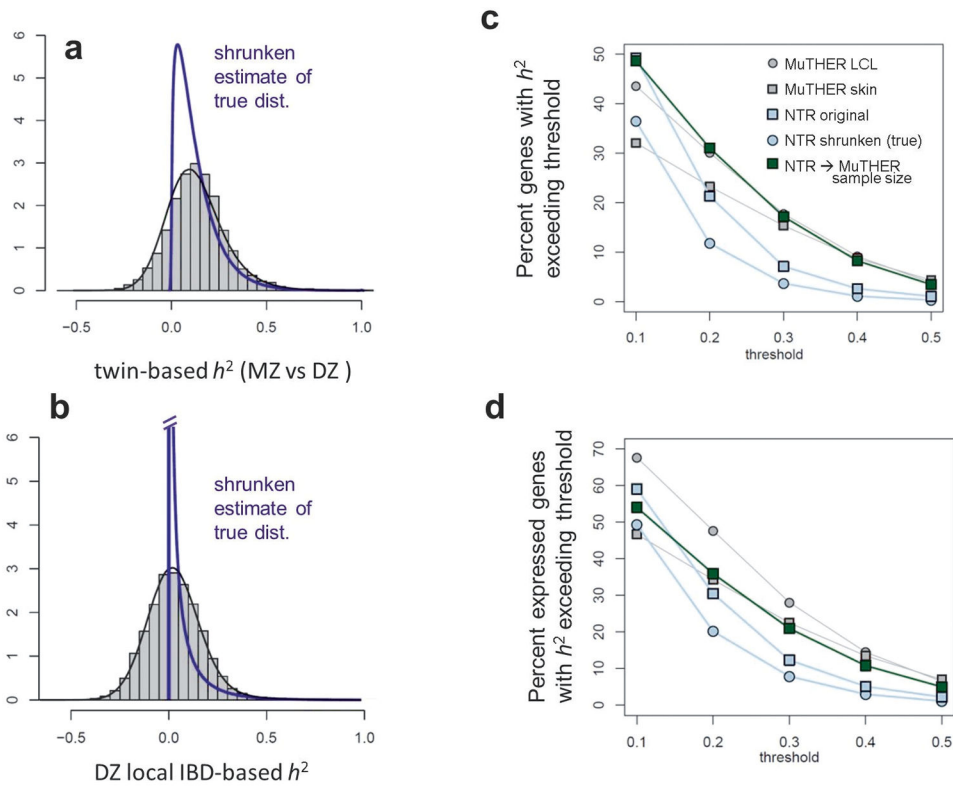 a
shrunken
estimate of
true dist.
0
1
2
3
4
5
6
−0.5
0.0
0.5
1.0
twin-based h² (MZ vs DZ )
b
shrunken
estimate of
true dist.
0
1
2
3
4
5
6
−0.5
0.0
0.5
1.0
DZ local IBD-based h²
c
Percent genes with h²
exceeding threshold
0
10
20
30
40
50
MuTHER LCL
MuTHER skin
NTR original
NTR shrunken (true)
NTR → MuTHER
sample size
0.1
0.2
0.3
0.4
0.5
threshold
d
Percent expressed genes
with h² exceeding threshold
0
10
20
30
40
50
60
70
0.1
0.2
0.3
0.4
0.5
threshold